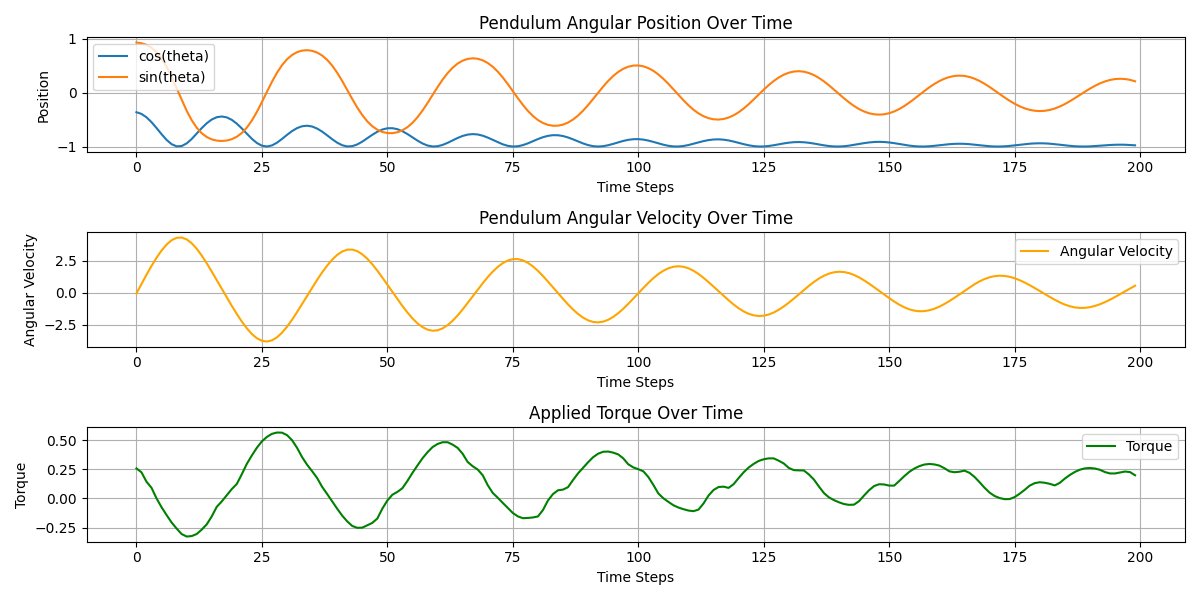 Pendulum Angular Position Over Time
1
0
−1
Position
cos(theta)
sin(theta)
0 25 50 75 100 125 150 175 200
Time Steps
Pendulum Angular Velocity Over Time
2.5
0.0
−2.5
Angular Velocity
Angular Velocity
0 25 50 75 100 125 150 175 200
Time Steps
Applied Torque Over Time
0.50
0.25
0.00
−0.25
Torque
Torque
0 25 50 75 100 125 150 175 200
Time Steps